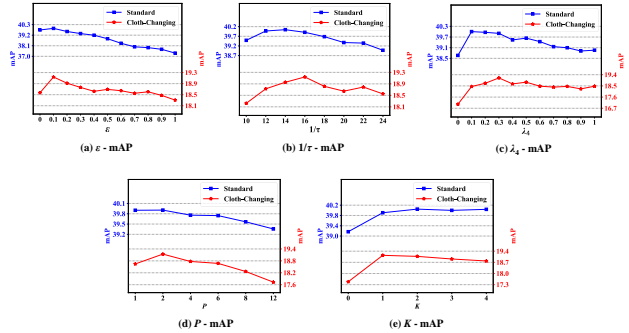 40.3
39.2
38.1
37.0
mAP
Standard
Cloth-Changing
19.3
18.9
18.5
18.1
mAP
0 0.1 0.2 0.3 0.4 0.5 0.6 0.7 0.8 0.9 1
ε
(a) ε - mAP
40.2
39.7
39.2
38.7
mAP
Standard
Cloth-Changing
19.3
18.9
18.5
18.1
mAP
10 12 14 16 18 20 22 24
1/τ
(b) 1/τ - mAP
40.3
39.7
39.1
38.5
mAP
Standard
Cloth-Changing
19.4
18.5
17.6
16.7
mAP
0 0.1 0.2 0.3 0.4 0.5 0.6 0.7 0.8 0.9 1
λ4
(c) λ4 - mAP
40.1
39.8
39.5
39.2
mAP
Standard
Cloth-Changing
19.4
18.8
18.2
17.6
mAP
1 2 4 6 8 12
P
(d) P - mAP
40.2
39.8
39.4
39.0
mAP
Standard
Cloth-Changing
19.4
18.7
18.0
17.3
mAP
0 1 2 3 4
K
(e) K - mAP